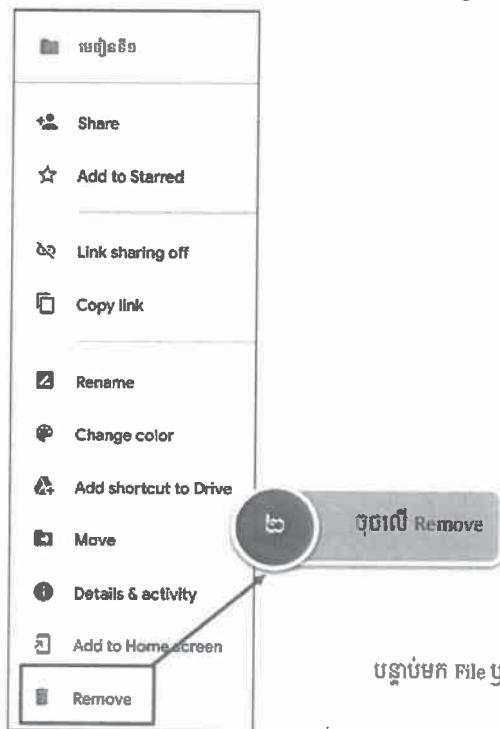 មេរៀនទី១
Share
Add to Starred
Link sharing off
Copy link
Rename
Change color
Add shortcut to Drive
២ ចុចលើ Remove
Move
Details & activity
Add to Home screen
Remove
បន្ទាប់មក File ឬ